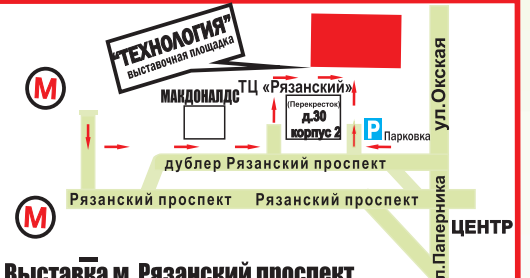 "ТЕХНОЛОГИЯ"
выставочная площадка
ул.Окская
М
МАКДОНАЛДС
ТЦ «Рязанский»
(Перекресток)
д.30
корпус 2
P Парковка
дублер Рязанский проспект
Рязанский проспект Рязанский проспект
М
ЦЕНТР
л.Паперника
Выставка м. Рязанский проспект